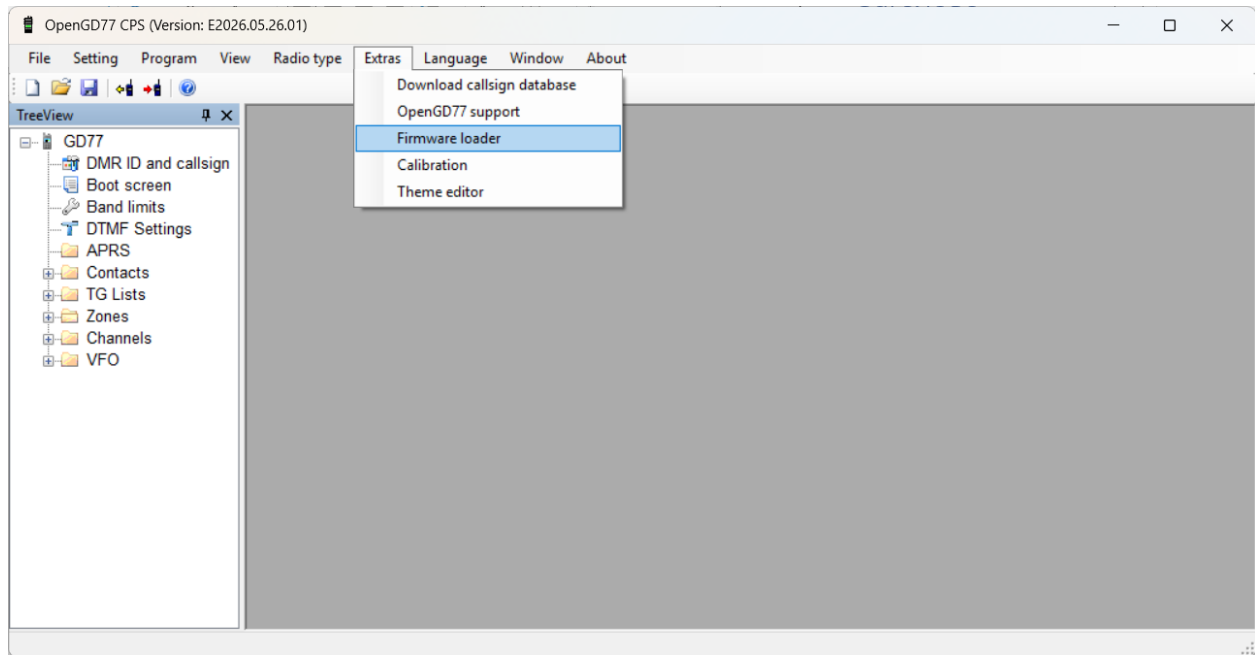 OpenGD77 CPS (Version: E2026.05.26.01)
File Setting Program View Radio type Extras Language Window About
Download callsign database
OpenGD77 support
Firmware loader
Calibration
Theme editor
TreeView
GD77
DMR ID and callsign
Boot screen
Band limits
DTMF Settings
APRS
Contacts
TG Lists
Zones
Channels
VFO